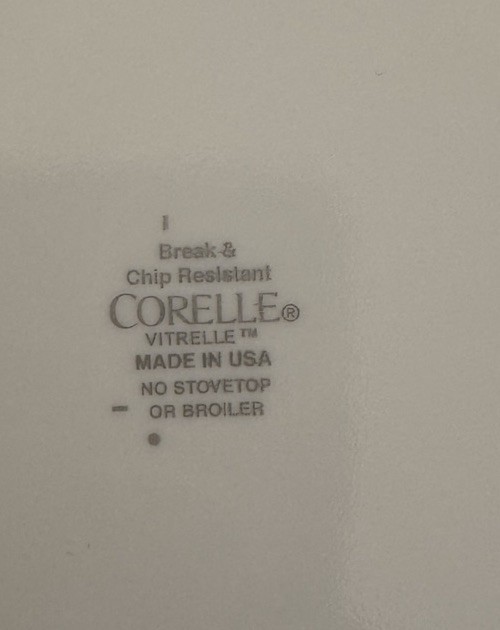 Break &
Chip Resistant
CORELLE®
VITRELLE™
MADE IN USA
NO STOVETOP
OR BROILER